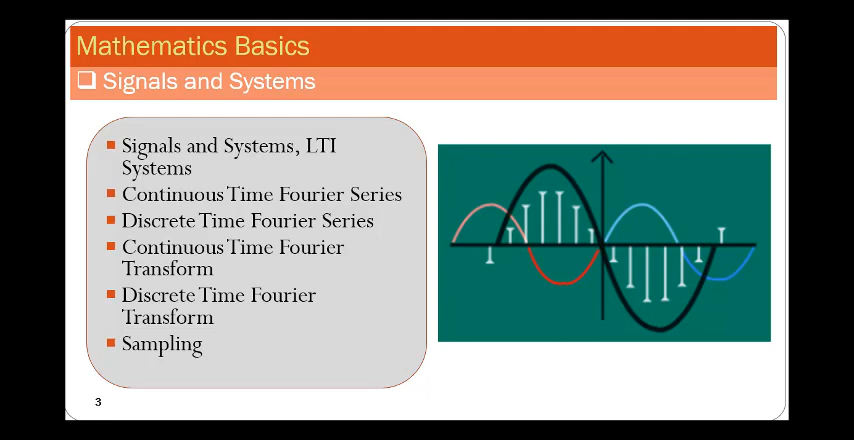 Mathematics Basics
Signals and Systems
Signals and Systems, LTI
Systems
Continuous Time Fourier Series
Discrete Time Fourier Series
Continuous Time Fourier
Transform
Discrete Time Fourier
Transform
Sampling
3